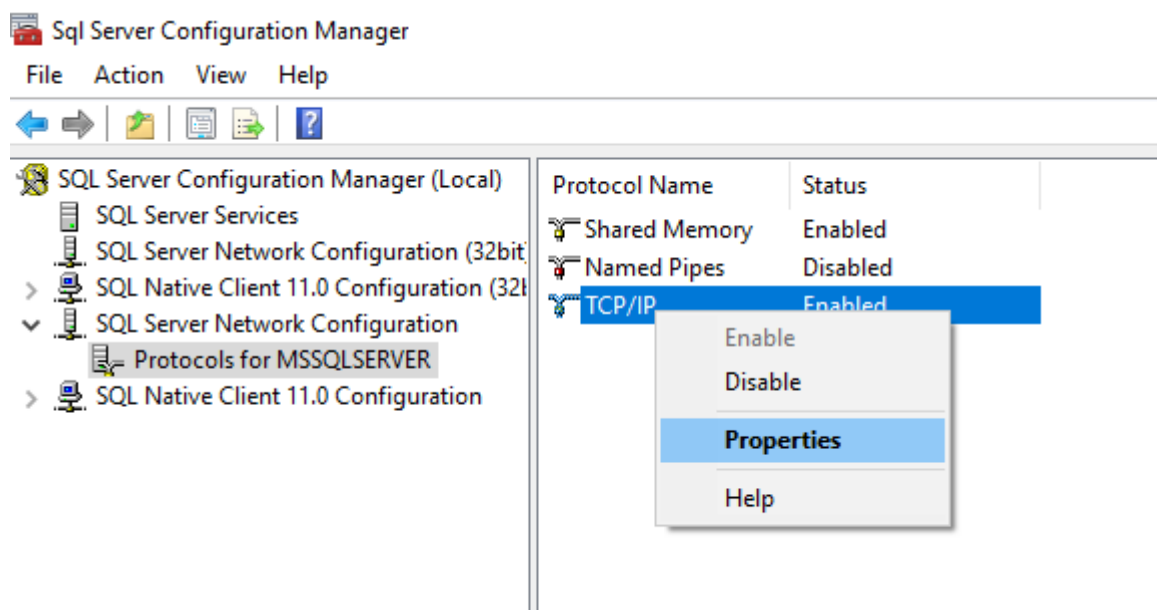 Sql Server Configuration Manager
File Action View Help
SQL Server Configuration Manager (Local)
SQL Server Services
SQL Server Network Configuration (32bit
SQL Native Client 11.0 Configuration (32b
SQL Server Network Configuration
Protocols for MSSQLSERVER
SQL Native Client 11.0 Configuration
Protocol Name Status
Shared Memory Enabled
Named Pipes Disabled
TCP/IP Enabled
Enable
Disable
Properties
Help